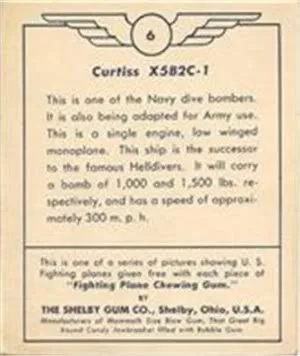 6
Curtiss X5B2C-1
This is one of the Navy dive bombers.
It is also being adapted for Army use.
This is a single engine, low winged
monoplane. This ship is the successor
to the famous Helldivers. It will carry
a bomb of 1,000 and 1,500 lbs. re-
spectively, and has a speed of approxi-
mately 300 m. p. h.
This is one of a series of pictures showing U. S.
Fighting planes given free with each piece of
"Fighting Plane Chewing Gum."
BY
THE SHELBY GUM CO., Shelby, Ohio, U.S.A.
Manufacturers of Mammoth Size Blow Gum, That Great Big
Round Candy Jawbreaker filled with Bubble Gum